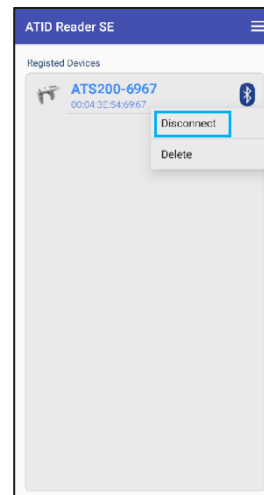 ATID Reader SE
Registed Devices
ATS200-6967
00:04:3E:54:69:67
Disconnect
Delete